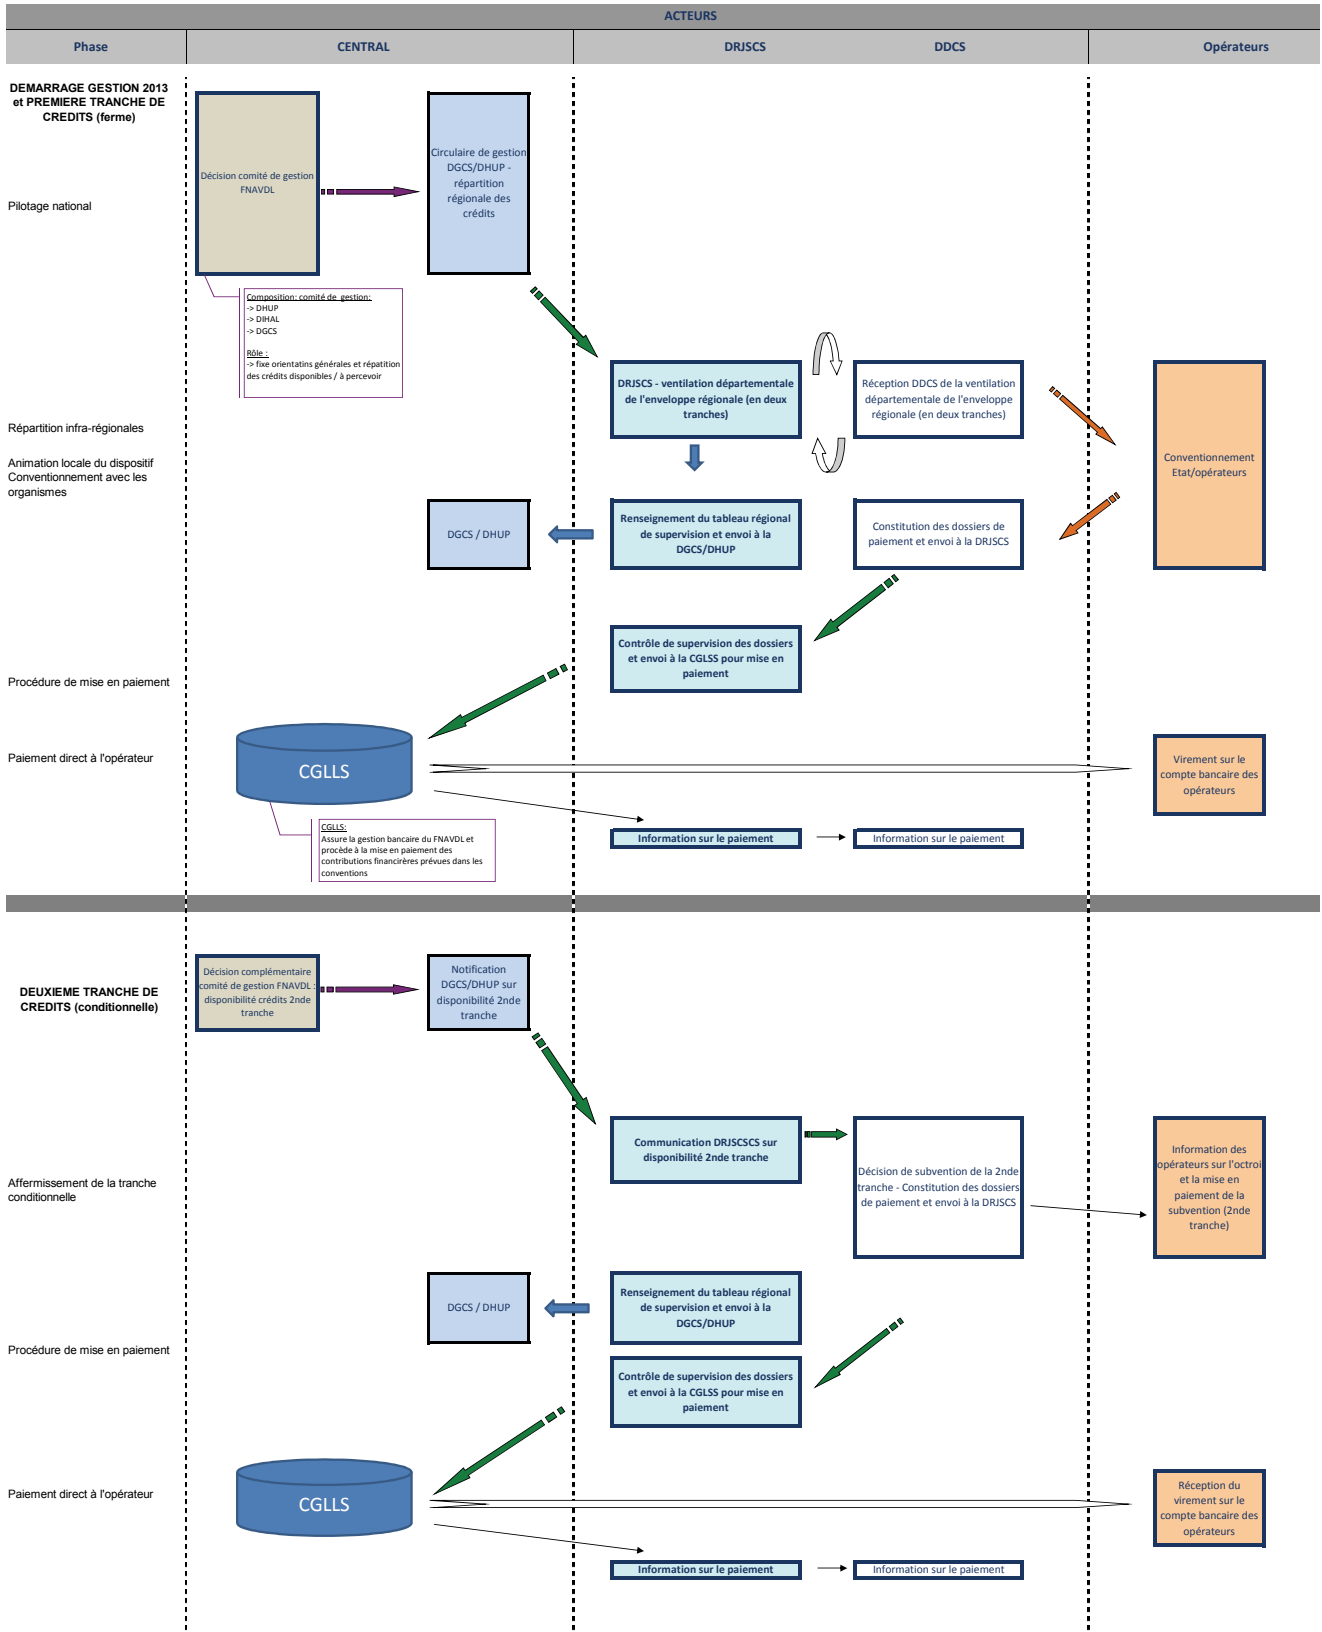 ACTEURS
Phase
CENTRAL
DRJSCS
DDCS
Opérateurs
DEMARRAGE GESTION 2013
et PREMIERE TRANCHE DE
CREDITS (ferme)
Décision comité de gestion
FNAVDL
Circulaire de gestion
DGCS/DHUP -
répartition
régionale des
crédits
Pilotage national
Composition: comité de gestion:
-> DHUP
-> DIHAL
-> DGCS
Rôle :
-> fixe orientatins générales et répatition
des crédits disponibles / à percevoir
DRJSCS - ventilation départementale
de l'enveloppe régionale (en deux
tranches)
Réception DDCS de la ventilation
départementale de l'enveloppe
régionale (en deux tranches)
Répartition infra-régionales
Animation locale du dispositif
Conventionnement avec les
organismes
Conventionnement
Etat/opérateurs
DGCS / DHUP
Renseignement du tableau régional
de supervision et envoi à la
DGCS/DHUP
Constitution des dossiers de
paiement et envoi à la DRJSCS
Contrôle de supervision des dossiers
et envoi à la CGLSS pour mise en
paiement
Procédure de mise en paiement
Paiement direct à l'opérateur
CGLLS
Virement sur le
compte bancaire des
opérateurs
CGLLS:
Assure la gestion bancaire du FNAVDL et
procède à la mise en paiement des
contributions financirères prévues dans les
conventions
Information sur le paiement
Information sur le paiement
DEUXIEME TRANCHE DE
CREDITS (conditionnelle)
Décision complémentaire
comité de gestion FNAVDL :
disponibilité crédits 2nde
tranche
Notification
DGCS/DHUP sur
disponibilité 2nde
tranche
Communication DRJSCSCS sur
disponibilité 2nde tranche
Décision de subvention de la 2nde
tranche - Constitution des dossiers
de paiement et envoi à la DRJSCS
Information des
opérateurs sur l'octroi
et la mise en
paiement de la
subvention (2nde
tranche)
Affermissement de la tranche
conditionnelle
DGCS / DHUP
Renseignement du tableau régional
de supervision et envoi à la
DGCS/DHUP
Procédure de mise en paiement
Contrôle de supervision des dossiers
et envoi à la CGLSS pour mise en
paiement
Paiement direct à l'opérateur
CGLLS
Réception du
virement sur le
compte bancaire des
opérateurs
Information sur le paiement
Information sur le paiement